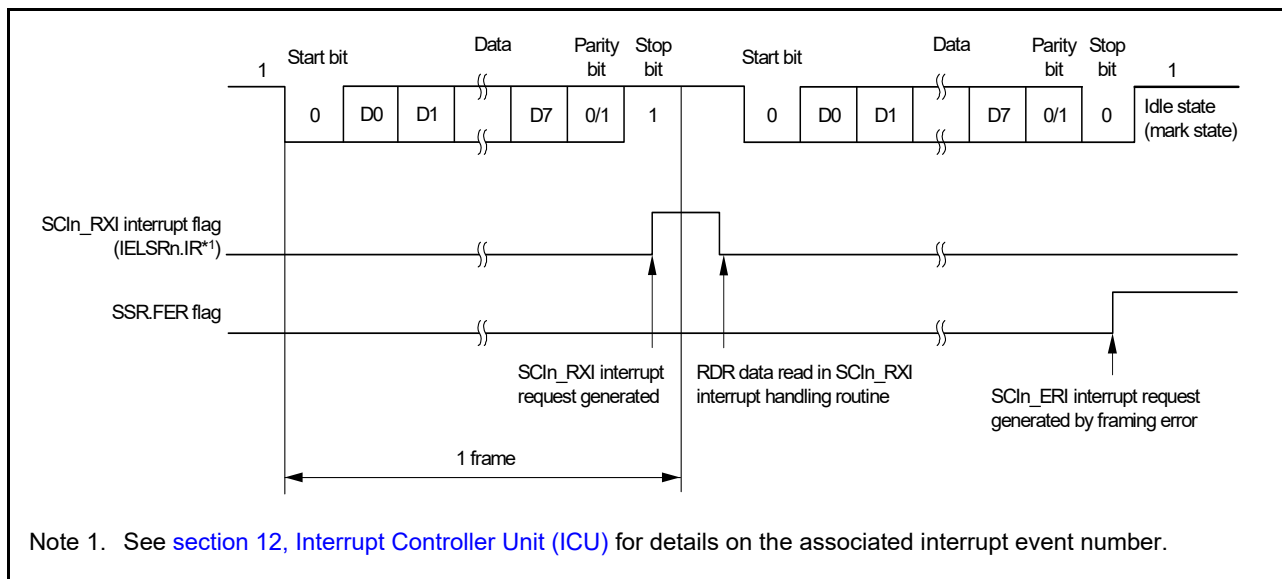 Data Parity Stop Data Parity Stop
1 Start bit bit bit Start bit bit bit 1
0 D0 D1 D7 0/1 1 0 D0 D1 D7 0/1 0 Idle state
(mark state)
SCIn_RXI interrupt flag
(IELSRn.IR*1)
SSR.FER flag
SCIn_RXI interrupt
request generated
RDR data read in SCIn_RXI
interrupt handling routine
SCIn_ERI interrupt request
generated by framing error
1 frame
Note 1. See section 12, Interrupt Controller Unit (ICU) for details on the associated interrupt event number.